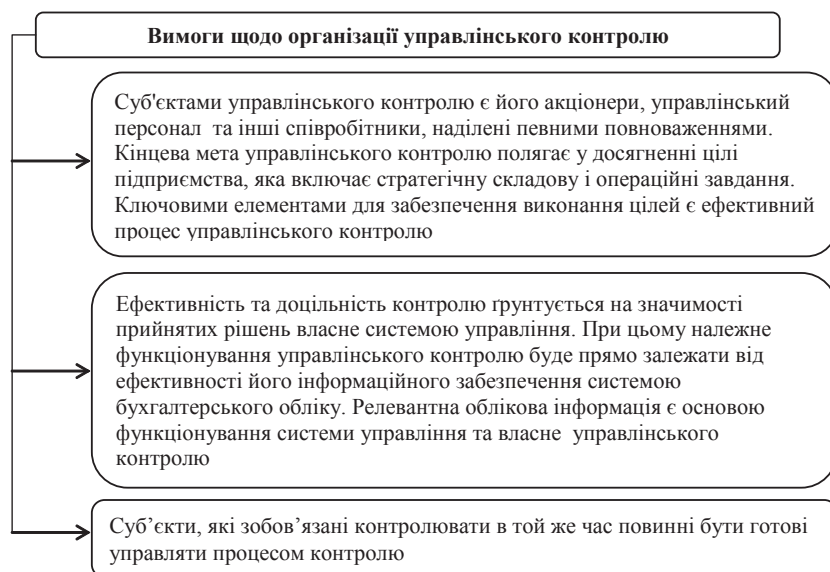 Вимоги щодо організації управлінського контролю
Суб'єктами управлінського контролю є його акціонери, управлінський
персонал та інші співробітники, наділені певними повноваженнями.
Кінцева мета управлінського контролю полягає у досягненні цілі
підприємства, яка включає стратегічну складову і операційні завдання.
Ключовими елементами для забезпечення виконання цілей є ефективний
процес управлінського контролю
Ефективність та доцільність контролю ґрунтується на значимості
прийнятих рішень власне системою управління. При цьому належне
функціонування управлінського контролю буде прямо залежати від
ефективності його інформаційного забезпечення системою
бухгалтерського обліку. Релевантна облікова інформація є основою
функціонування системи управління та власне управлінського
контролю
Суб’єкти, які зобов’язані контролювати в той же час повинні бути готові
управляти процесом контролю